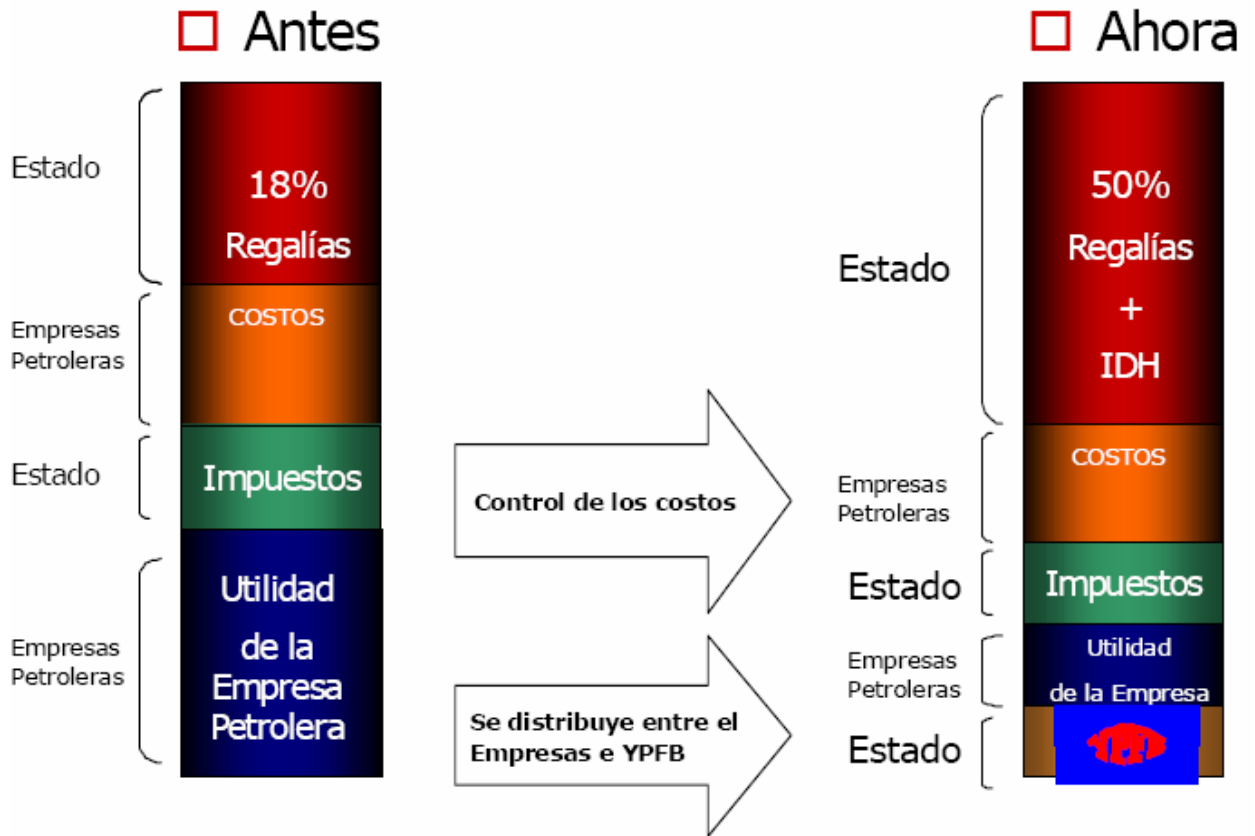 Antes
Estado
18%
Regalías
Empresas
Petroleras
COSTOS
Estado
Impuestos
Empresas
Petroleras
Utilidad
de la
Empresa
Petrolera
Control de los costos
Se distribuye entre el
Empresas e YPFB
Ahora
Estado
50%
Regalías
+
IDH
Empresas
Petroleras
COSTOS
Estado
Impuestos
Empresas
Petroleras
Utilidad
de la Empresa
Estado